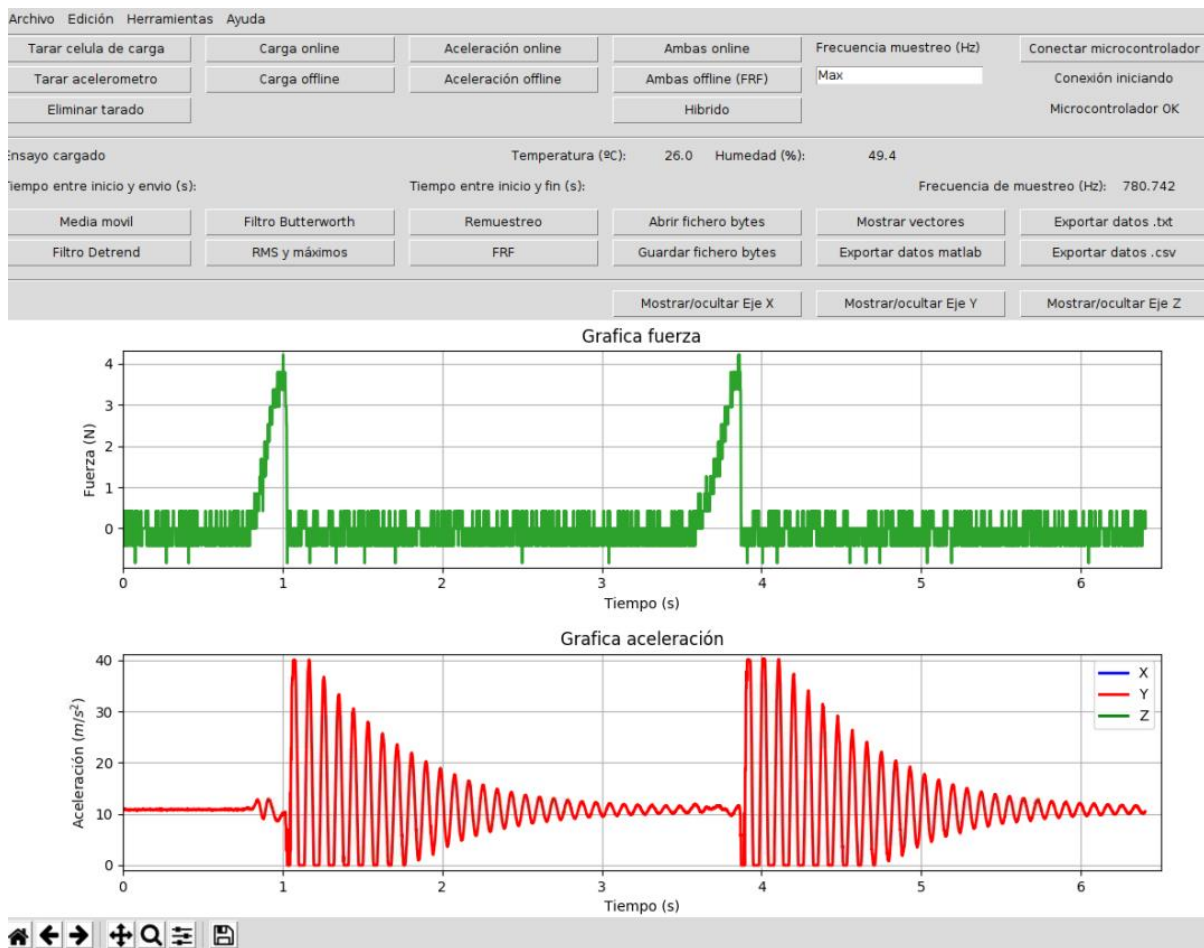 Archivo Edición Herramientas Ayuda
Tarar celula de carga Carga online Aceleración online Ambas online Frecuencia muestreo (Hz) Conectar microcontrolador
Tarar acelerometro Carga offline Aceleración offline Ambas offline (FRF) Max Conexión iniciando
Eliminar tarado Hibrido Microcontrolador OK
Ensayo cargado Temperatura (ºC): 26.0 Humedad (%): 49.4
Tiempo entre inicio y envio (s): Tiempo entre inicio y fin (s): Frecuencia de muestreo (Hz): 780.742
Media movil Filtro Butterworth Remuestreo Abrir fichero bytes Mostrar vectores Exportar datos .txt
Filtro Detrend RMS y máximos FRF Guardar fichero bytes Exportar datos matlab Exportar datos .csv
Mostrar/ocultar Eje X Mostrar/ocultar Eje Y Mostrar/ocultar Eje Z
Grafica fuerza
4
3
2
1
0
Fuerza (N)
0 1 2 3 4 5 6
Tiempo (s)
Grafica aceleración
40
30
20
10
0
Aceleración (m/s²)
X
Y
Z
0 1 2 3 4 5 6
Tiempo (s)